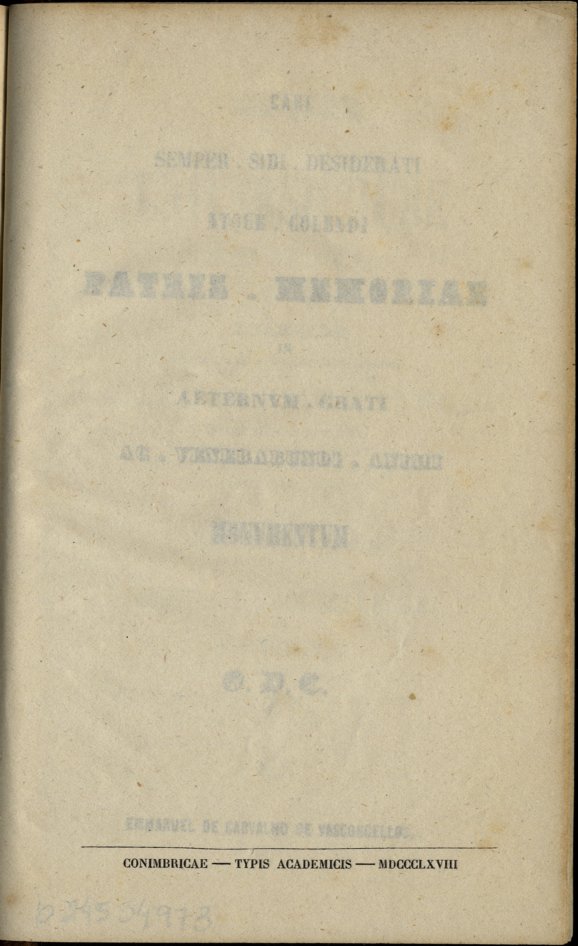 CARI
SEMPER . SIBI . DESIDERATI
ATQUE . COLENDI
PATRIS . MEMORIAE
IN
AETERNVM . GRATI
AC . VENERABUNDI . ANIMI
MONVMENTVM
O. D. C.
EMMANUEL DE CARVALHO DE VASCONCELLOS.
CONIMBRICAE — TYPIS ACADEMICIS — MDCCCLXVIII